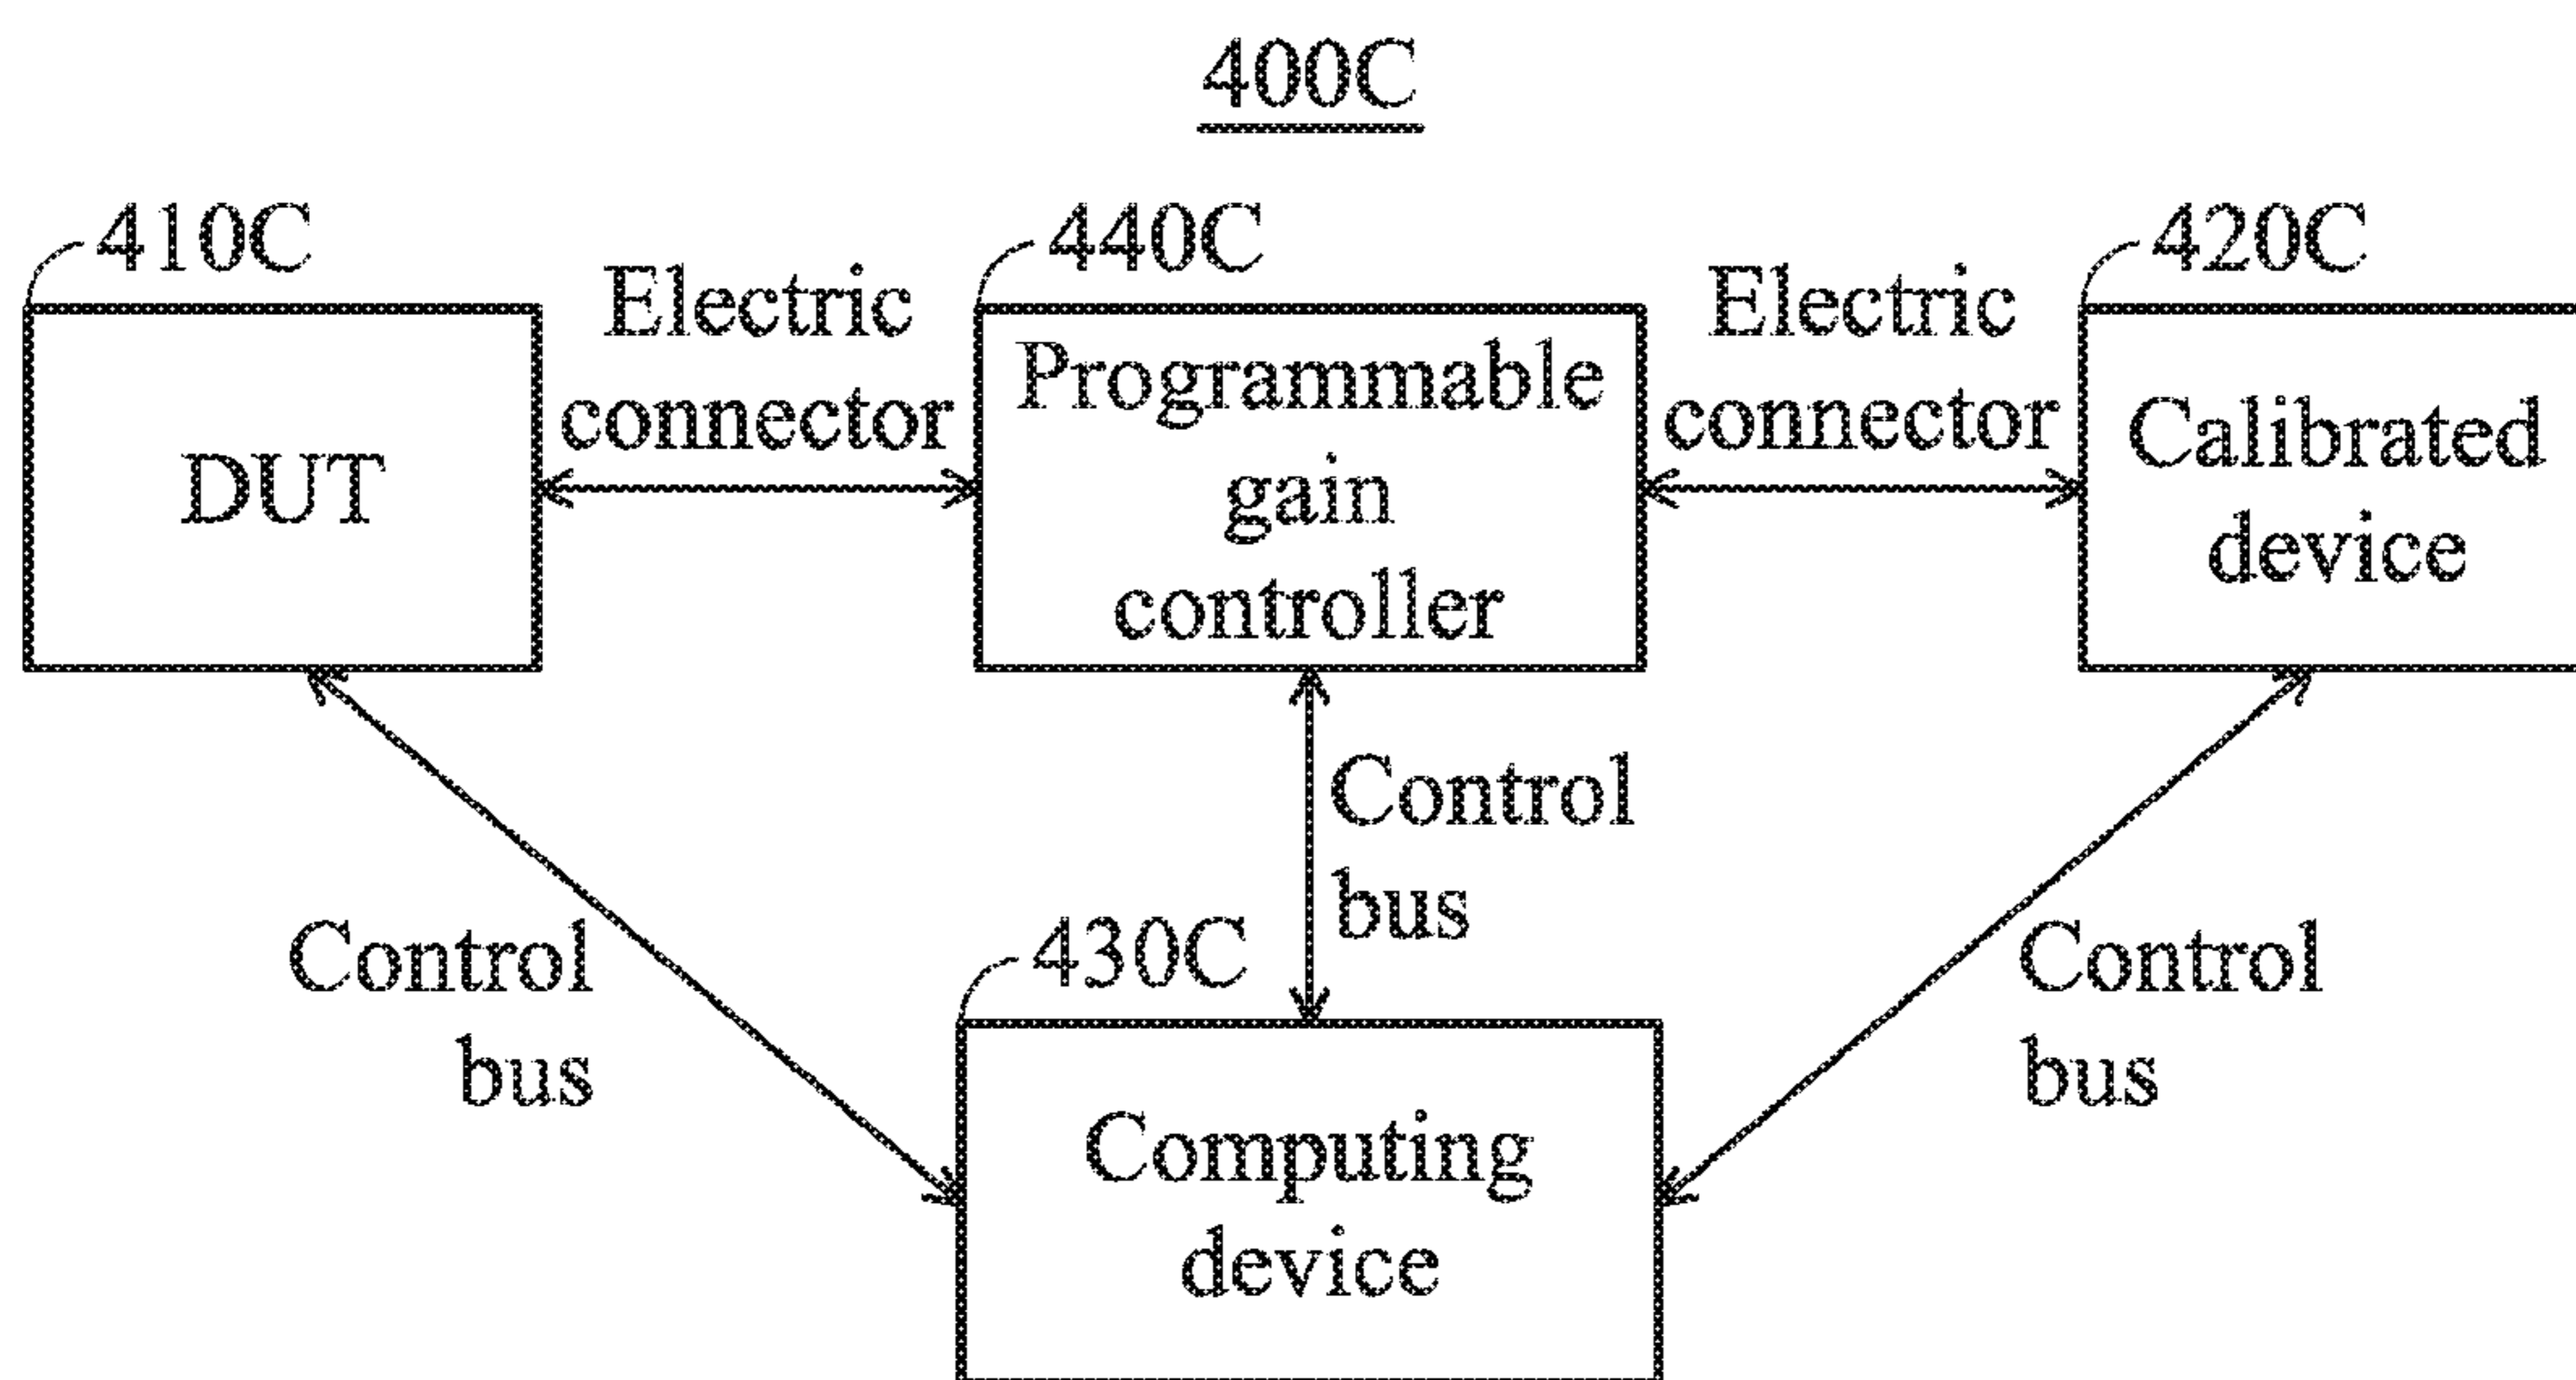 400C
410C
440C
420C
Electric
connector
Electric
connector
DUT
Programmable
gain
controller
Calibrated
device
Control
bus
430C
Control
bus
Control
bus
Computing
device